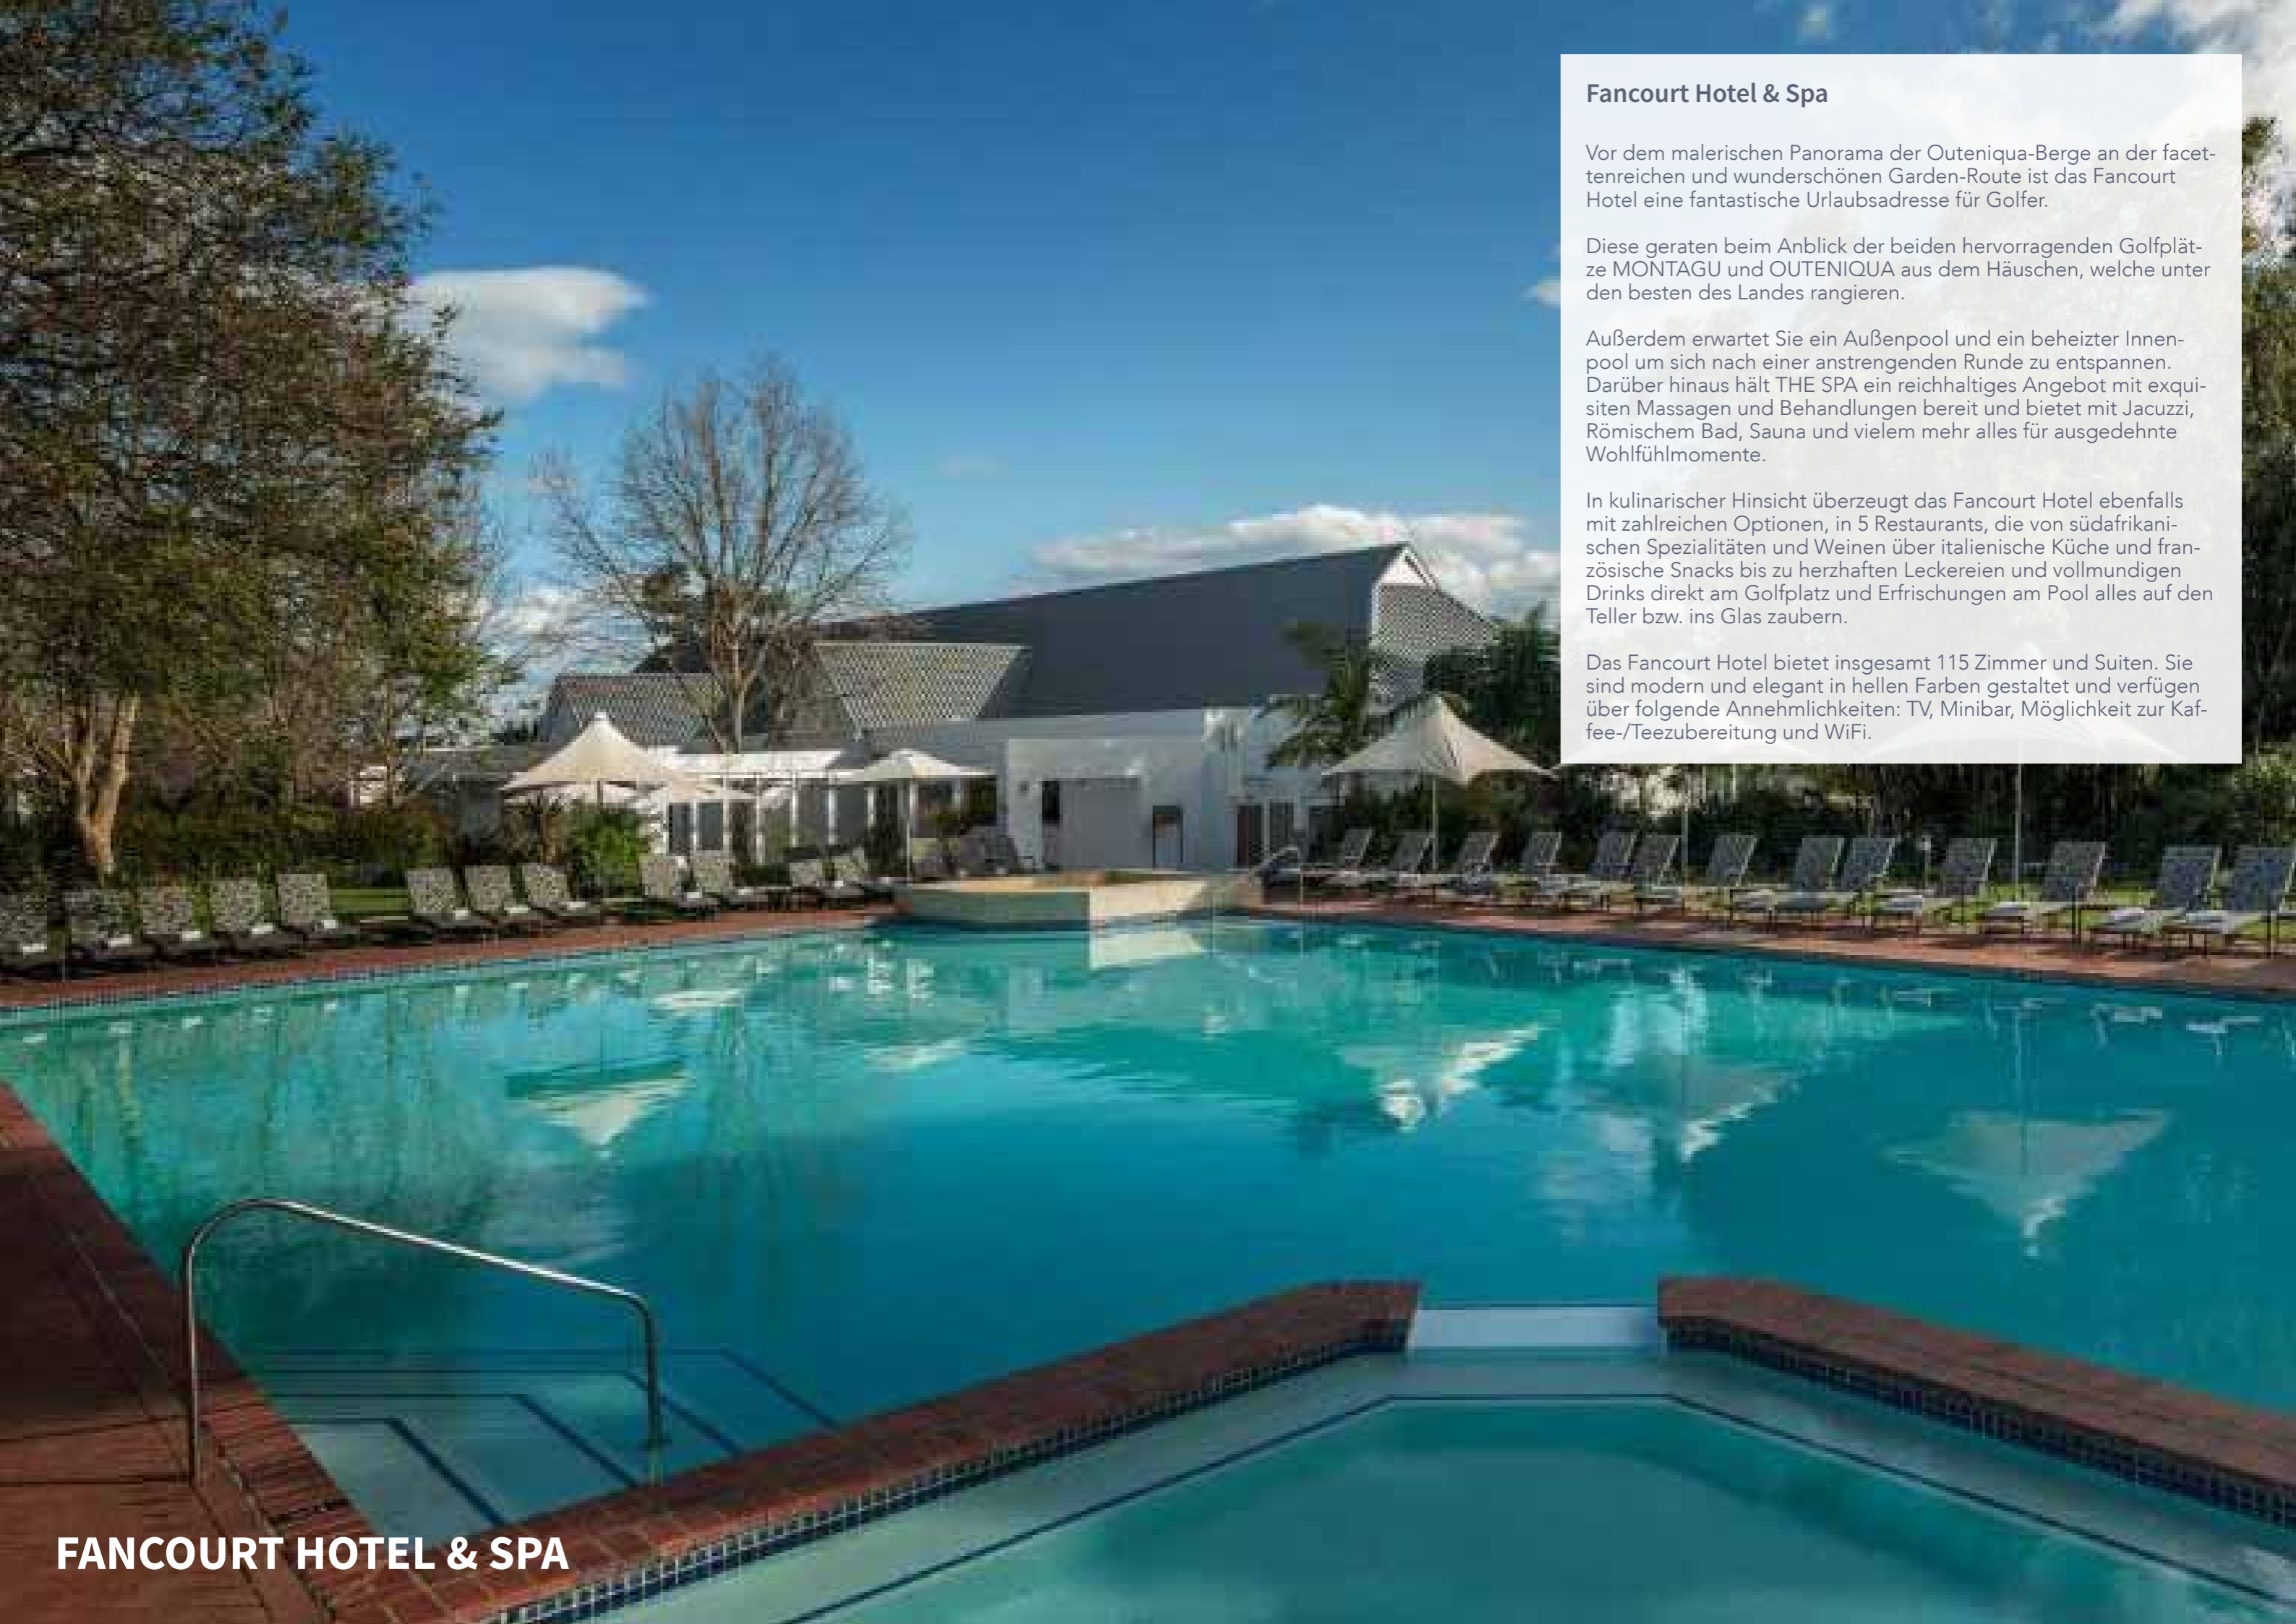 Fancourt Hotel & Spa
Vor dem malerischen Panorama der Outeniqua-Berge an der facet-
tenreichen und wunderschönen Garden-Route ist das Fancourt
Hotel eine fantastische Urlaubsadresse für Golfer.
Diese geraten beim Anblick der beiden hervorragenden Golfplät-
ze MONTAGU und OUTENIQUA aus dem Häuschen, welche unter
den besten des Landes rangieren.
Außerdem erwartet Sie ein Außenpool und ein beheizter Innen-
pool um sich nach einer anstrengenden Runde zu entspannen.
Darüber hinaus hält THE SPA ein reichhaltiges Angebot mit exqui-
siten Massagen und Behandlungen bereit und bietet mit Jacuzzi,
Römischem Bad, Sauna und vielem mehr alles für ausgedehnte
Wohlfühlmomente.
In kulinarischer Hinsicht überzeugt das Fancourt Hotel ebenfalls
mit zahlreichen Optionen, in 5 Restaurants, die von südafrikani-
schen Spezialitäten und Weinen über italienische Küche und fran-
zösische Snacks bis zu herzhaften Leckereien und vollmundigen
Drinks direkt am Golfplatz und Erfrischungen am Pool alles auf den
Teller bzw. ins Glas zaubern.
Das Fancourt Hotel bietet insgesamt 115 Zimmer und Suiten. Sie
sind modern und elegant in hellen Farben gestaltet und verfügen
über folgende Annehmlichkeiten: TV, Minibar, Möglichkeit zur Kaf-
fee-/Teezubereitung und WiFi.
FANCOURT HOTEL & SPA